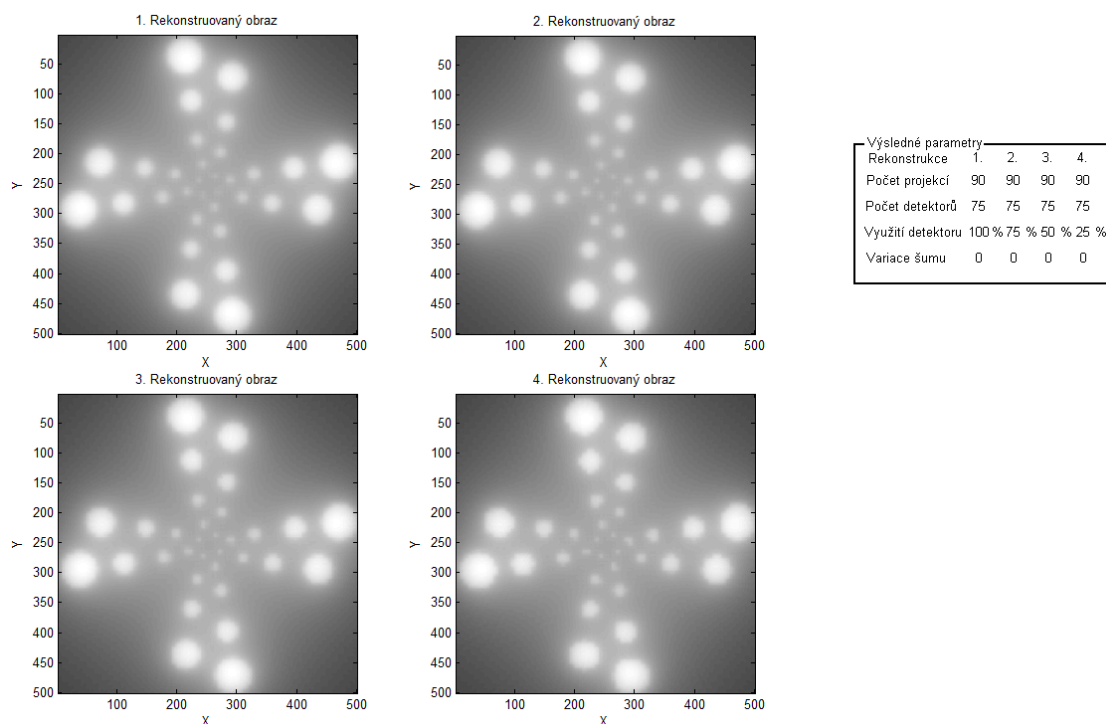 1. Rekonstruovaný obraz
50
100
150
200
250
300
350
400
450
500
Y
100 200 300 400 500
X
2. Rekonstruovaný obraz
50
100
150
200
250
300
350
400
450
500
Y
100 200 300 400 500
X
Výsledné parametry
Rekonstrukce 1. 2. 3. 4.
Počet projekcí 90 90 90 90
Počet detektorů 75 75 75 75
Využití detektoru 100 % 75 % 50 % 25 %
Variace šumu 0 0 0 0
3. Rekonstruovaný obraz
50
100
150
200
250
300
350
400
450
500
Y
100 200 300 400 500
X
4. Rekonstruovaný obraz
50
100
150
200
250
300
350
400
450
500
Y
100 200 300 400 500
X